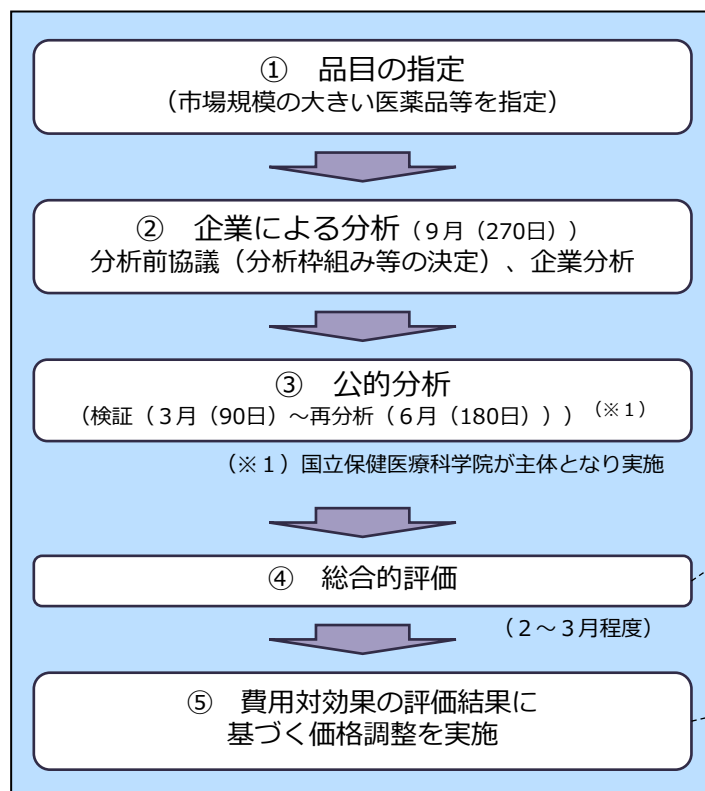 ① 品目の指定
（市場規模の大きい医薬品等を指定）
② 企業による分析（９月（270日））
分析前協議（分析枠組み等の決定）、企業分析
③ 公的分析
（検証（３月（90日）～再分析（６月（180日）））（※１）
（※１）国立保健医療科学院が主体となり実施
④ 総合的評価
（２～３月程度）
⑤ 費用対効果の評価結果に
基づく価格調整を実施